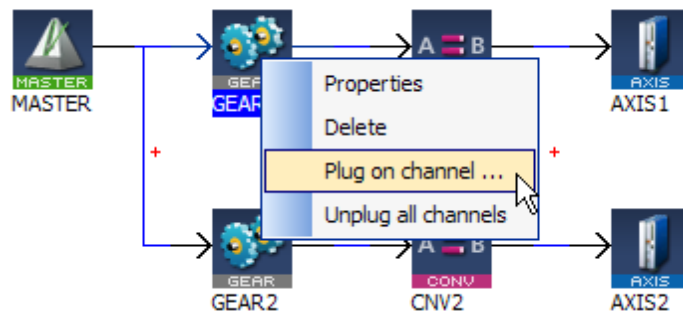 A B
MASTER
GEA
AXIS
MASTER
GEAR
AXIS1
Properties
Delete
Plug on channel ...
Unplug all channels
A B
GEAR
CONV
AXIS
GEAR2
CNV2
AXIS2